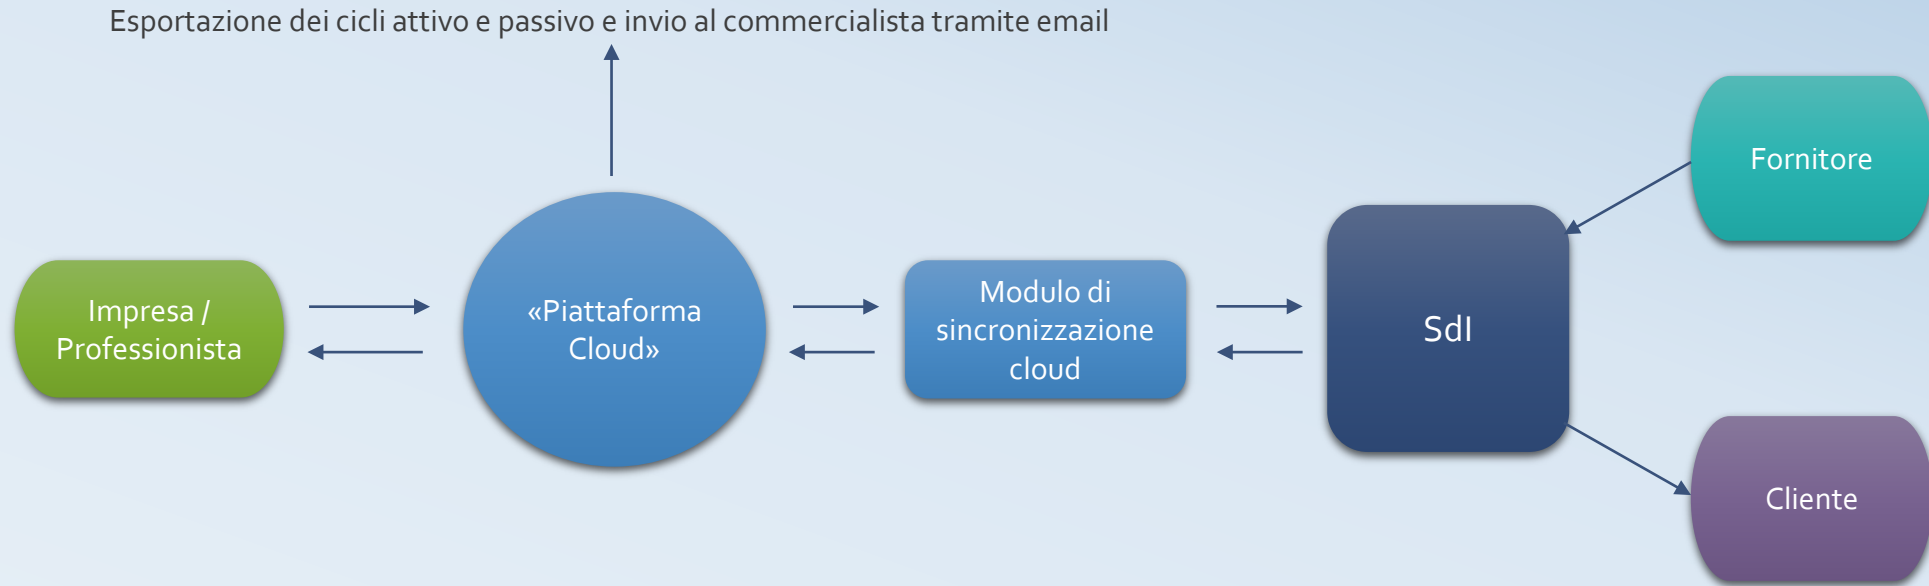 Esportazione dei cicli attivo e passivo e invio al commercialista tramite email
Fornitore
Impresa /
Professionista
«Piattaforma
Cloud»
Modulo di
sincronizzazione
cloud
SdI
Cliente